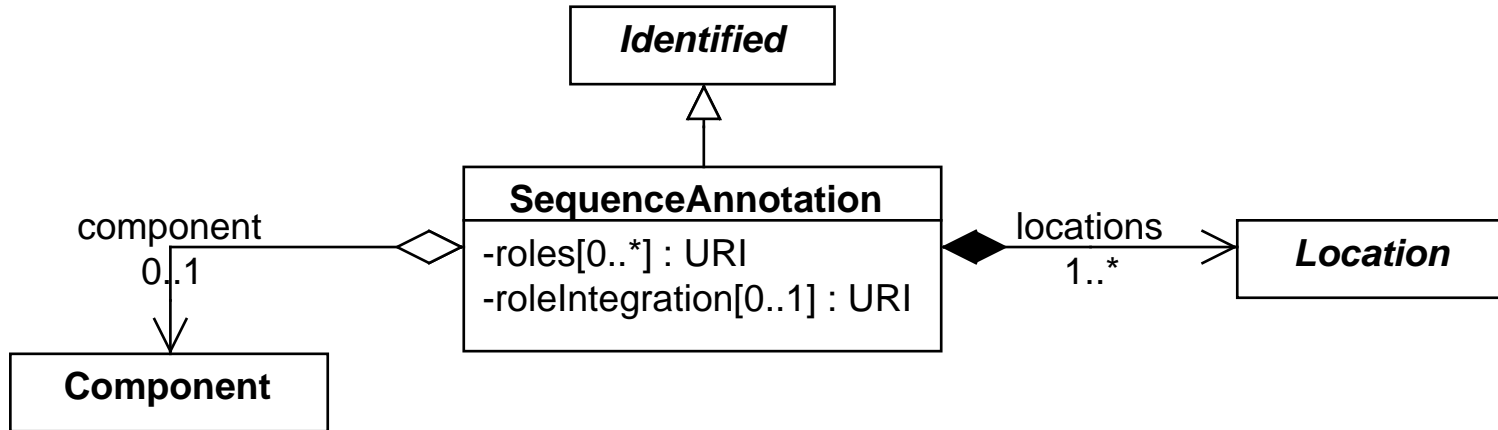 Identified
SequenceAnnotation
-roles[0..*] : URI
-roleIntegration[0..1] : URI
component
0..1
Component
locations
1..*
Location